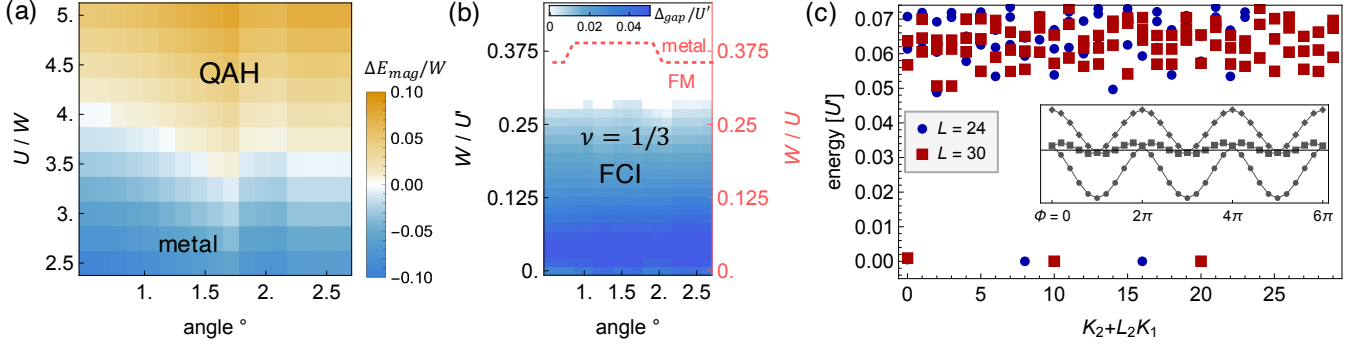 (a)
U / W
5.
4.5
4.
3.5
3.
2.5
QAH
metal
1.
1.5
2.
2.5
angle °
ΔE_mag/W
0.10
0.05
0.00
−0.05
−0.10
(b)
Δ_gap/U'
0
0.04
W / U'
0.375
0.25
0.125
0.
metal
FM
ν = 1/3
FCI
0.375
0.25
0.125
0.
W / U
1.
1.5
2.
2.5
angle °
(c)
energy [U']
0.07
0.06
0.05
0.04
0.03
0.02
0.01
0.00
L = 24
L = 30
Φ = 0
2π
4π
6π
0
5
10
15
20
25
K₂+L₂K₁